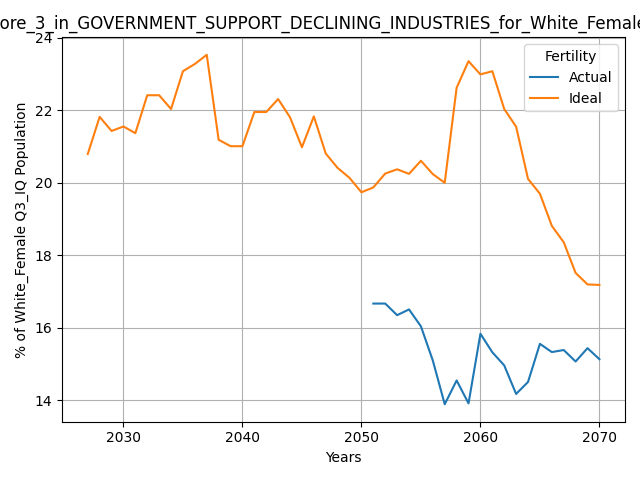 ore_3_in_GOVERNMENT_SUPPORT_DECLINING_INDUSTRIES_for_White_Female
Fertility
Actual
Ideal
% of White_Female Q3_IQ Population
24
22
20
18
16
14
2030 2040 2050 2060 2070
Years